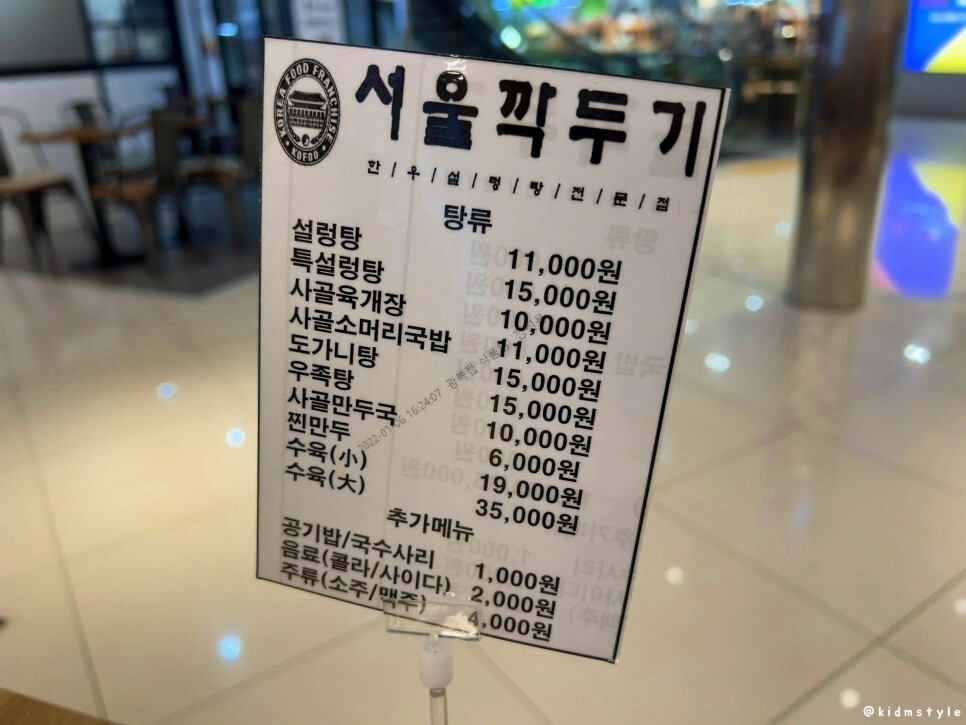 KOREA FOOD FRANCHISE
KOFOO
서울깍두기
한/우/설/렁/탕/전/문/점
탕류
설렁탕 11,000원
특설렁탕 15,000원
사골육개장 10,000원
사골소머리국밥 11,000원
도가니탕 15,000원
우족탕 15,000원
사골만두국 10,000원
찐만두 6,000원
수육(小) 19,000원
수육(大) 35,000원
추가메뉴
공기밥/국수사리 1,000원
음료(콜라/사이다) 2,000원
주류(소주/맥주) 4,000원
16:24:07 광복점
@kidmstyle